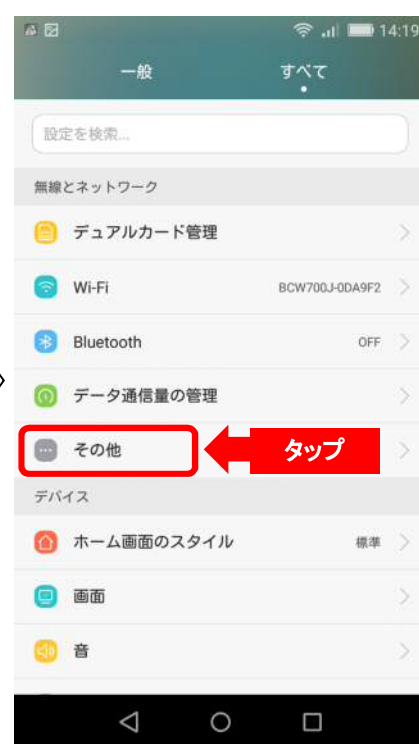 14:19
一般 すべて
設定を検索...
無線とネットワーク
デュアルカード管理
Wi-Fi BCW700J-0DA9F2
Bluetooth OFF
データ通信量の管理
その他 タップ
デバイス
ホーム画面のスタイル 標準
画面
音